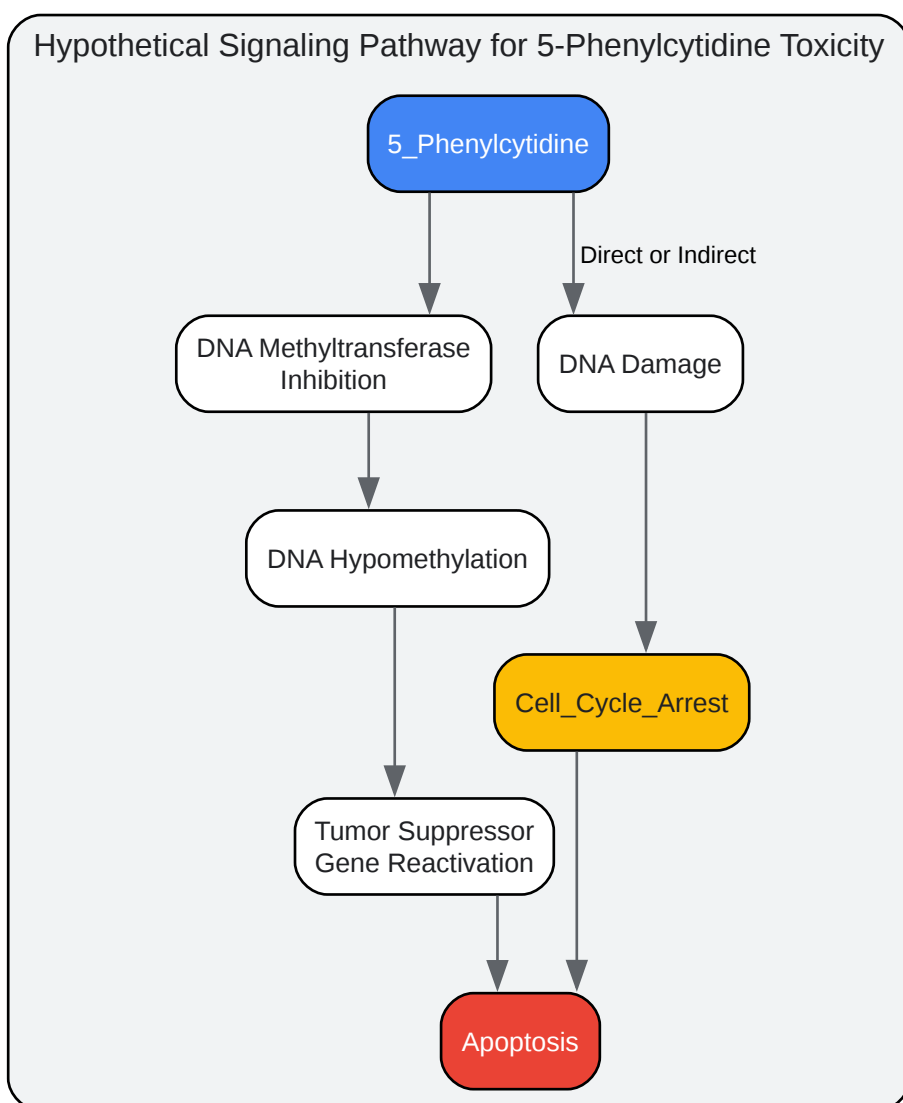 Hypothetical Signaling Pathway for 5-Phenylcytidine Toxicity
5_Phenylcytidine
Direct or Indirect
DNA Methyltransferase
Inhibition
DNA Damage
DNA Hypomethylation
Cell_Cycle_Arrest
Tumor Suppressor
Gene Reactivation
Apoptosis